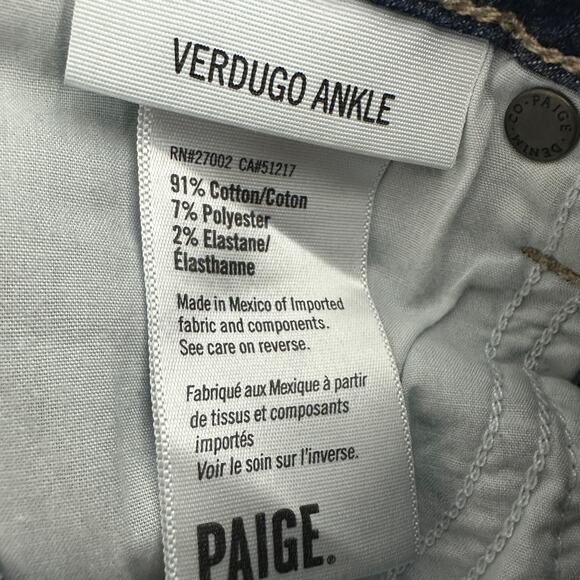 VERDUGO ANKLE
RN#27002 CA#51217
91% Cotton/Coton
7% Polyester
2% Elastane/
Élasthanne
Made in Mexico of Imported
fabric and components.
See care on reverse.
Fabriqué aux Mexique à partir
de tissus et composants
importés
Voir le soin sur l'inverse.
PAIGE®
PAIGE · DENIM · CO ·